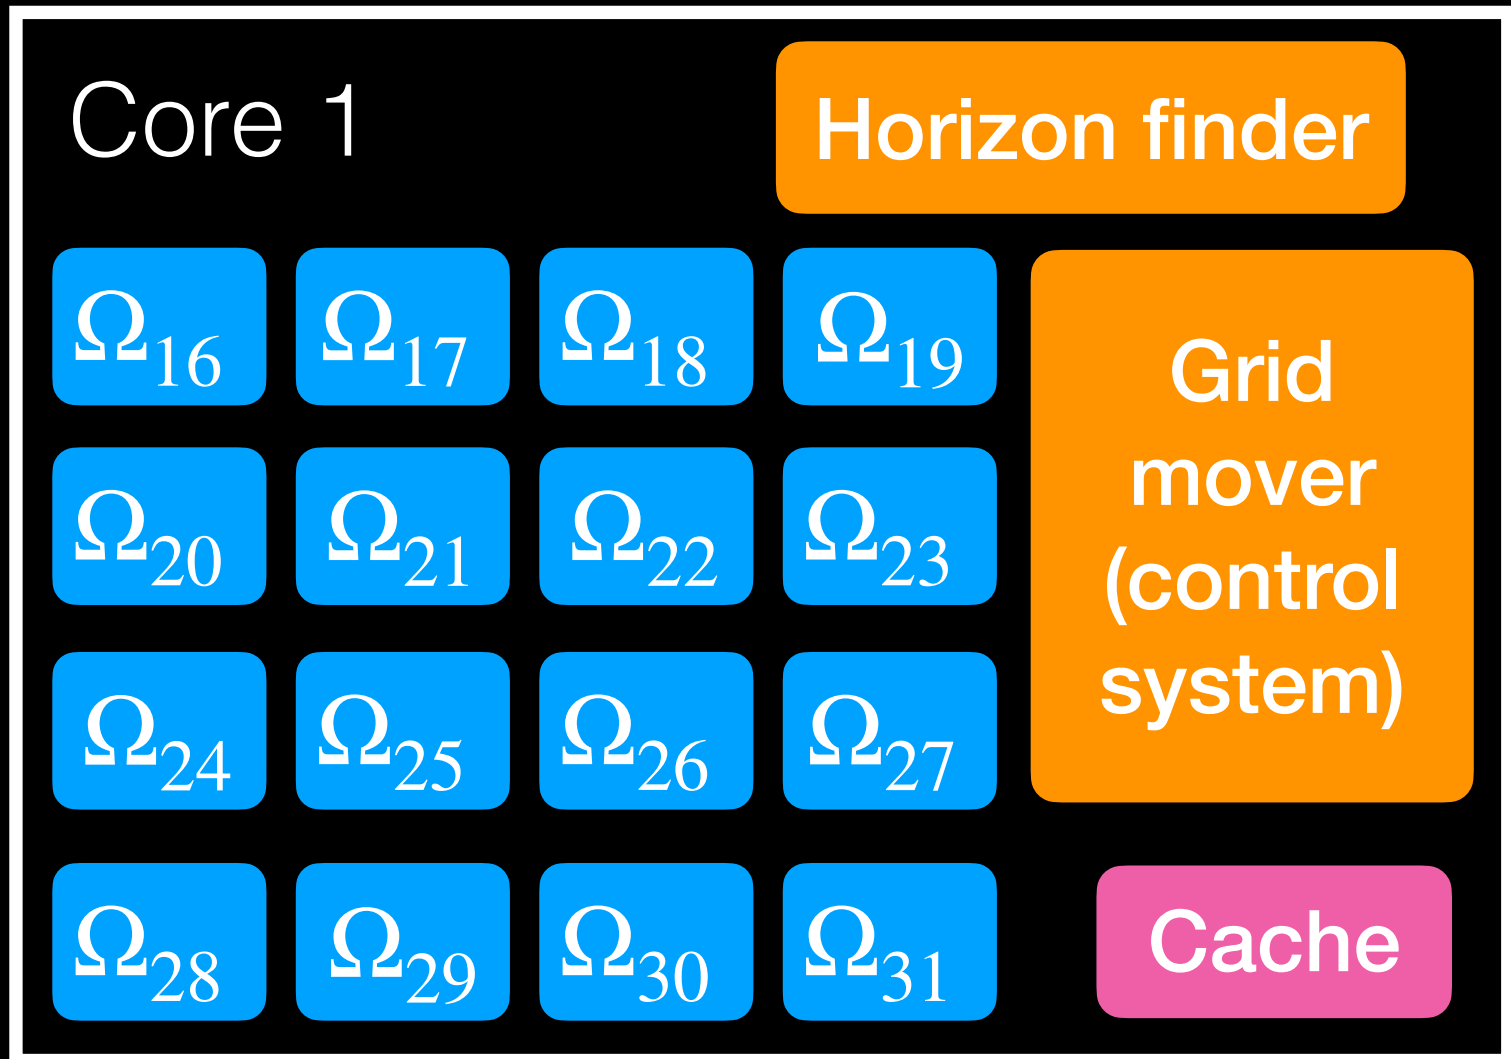 Core 1
Horizon finder
Ω₁₆ Ω₁₇ Ω₁₈ Ω₁₉
Ω₂₀ Ω₂₁ Ω₂₂ Ω₂₃
Ω₂₄ Ω₂₅ Ω₂₆ Ω₂₇
Ω₂₈ Ω₂₉ Ω₃₀ Ω₃₁
Grid
mover
(control
system)
Cache